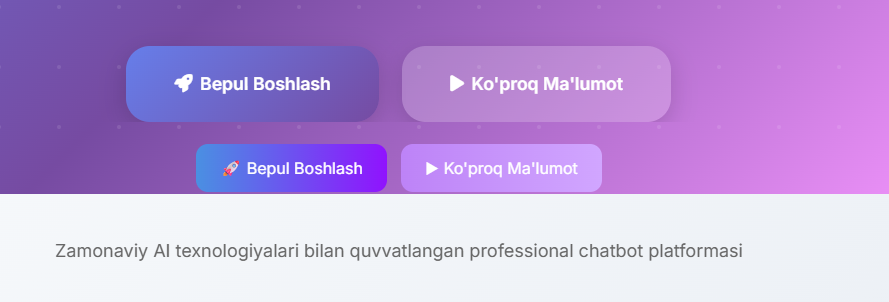 Bepul Boshlash
Ko'proq Ma'lumot
🚀 Bepul Boshlash
▶ Ko'proq Ma'lumot
Zamonaviy AI texnologiyalari bilan quvvatlangan professional chatbot platformasi